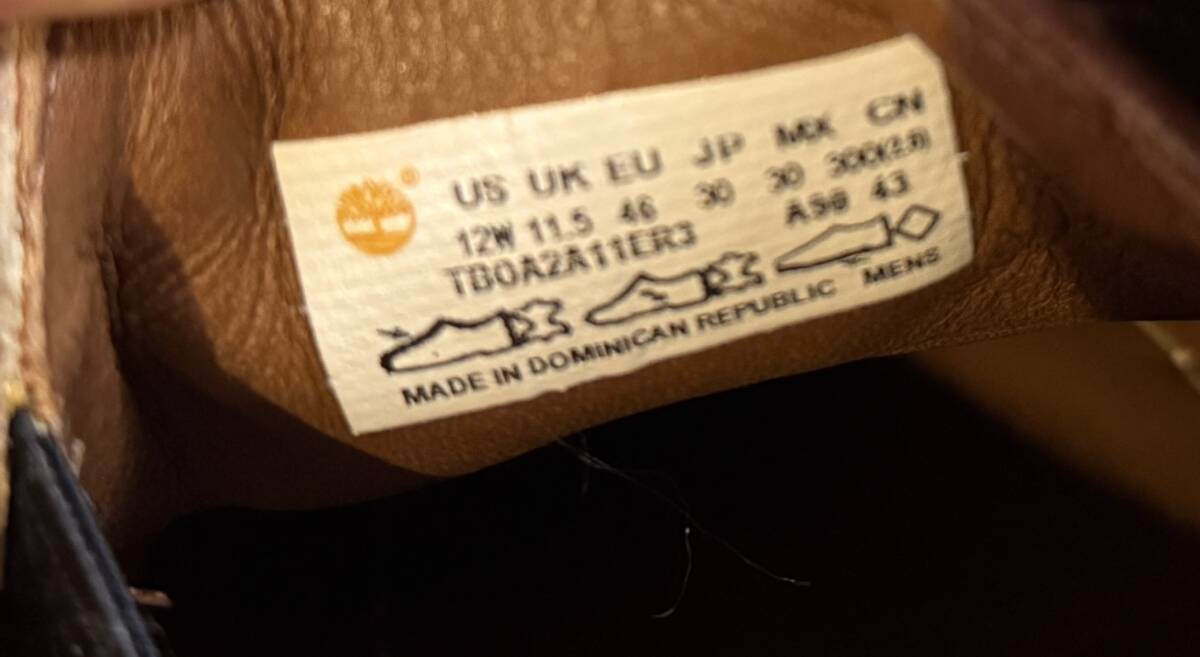 US UK EU JP MX CN
12W 11.5 46 30 30 300(2.5)
TB0A2A11ER3 A98 43
MADE IN DOMINICAN REPUBLIC MENS